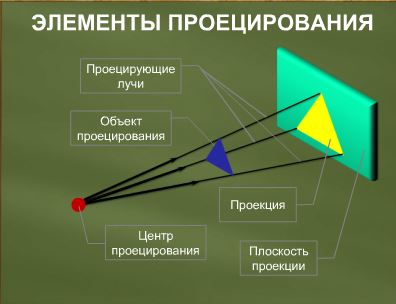 ЭЛЕМЕНТЫ ПРОЕЦИРОВАНИЯ
Проецирующие
лучи
Объект
проецирования
Проекция
Центр
проецирования
Плоскость
проекции